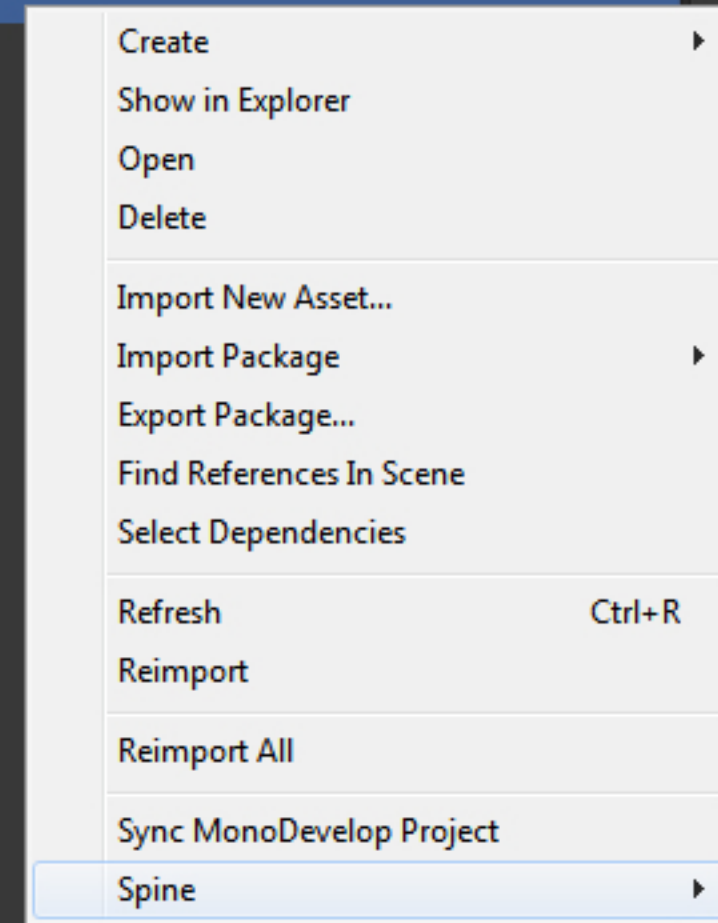 Create
Show in Explorer
Open
Delete
Import New Asset...
Import Package
Export Package...
Find References In Scene
Select Dependencies
Refresh Ctrl+R
Reimport
Reimport All
Sync MonoDevelop Project
Spine